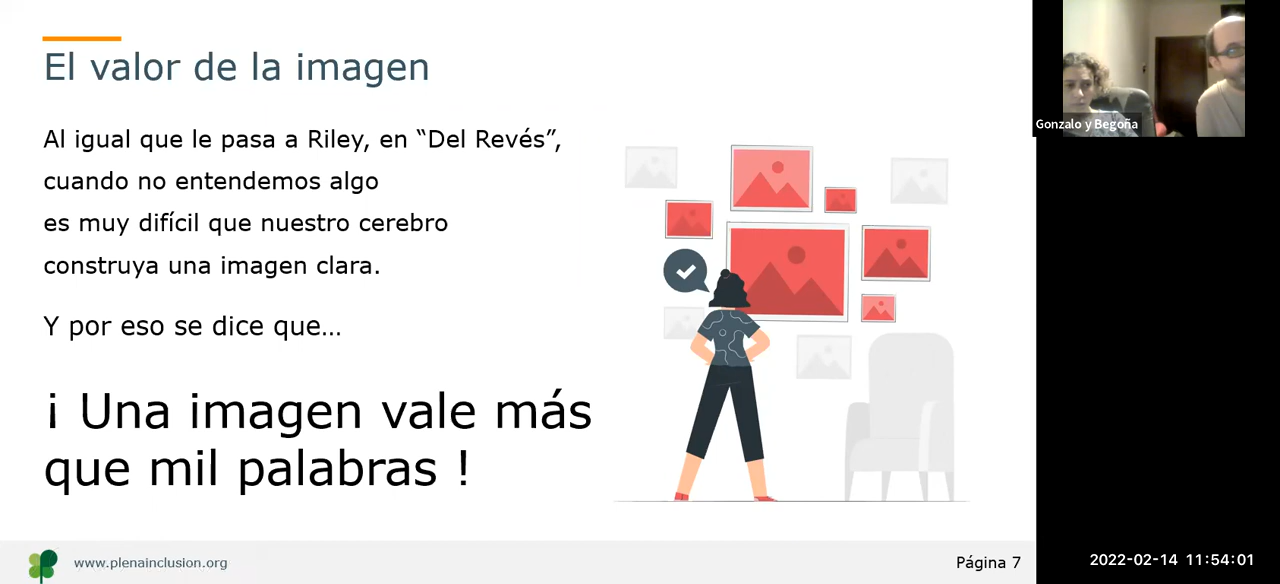 El valor de la imagen
Al igual que le pasa a Riley, en “Del Revés”,
cuando no entendemos algo
es muy difícil que nuestro cerebro
construya una imagen clara.
Y por eso se dice que…
¡ Una imagen vale más
que mil palabras !
www.plenainclusion.org
Página 7
Gonzalo y Begoña
2022-02-14 11:54:01